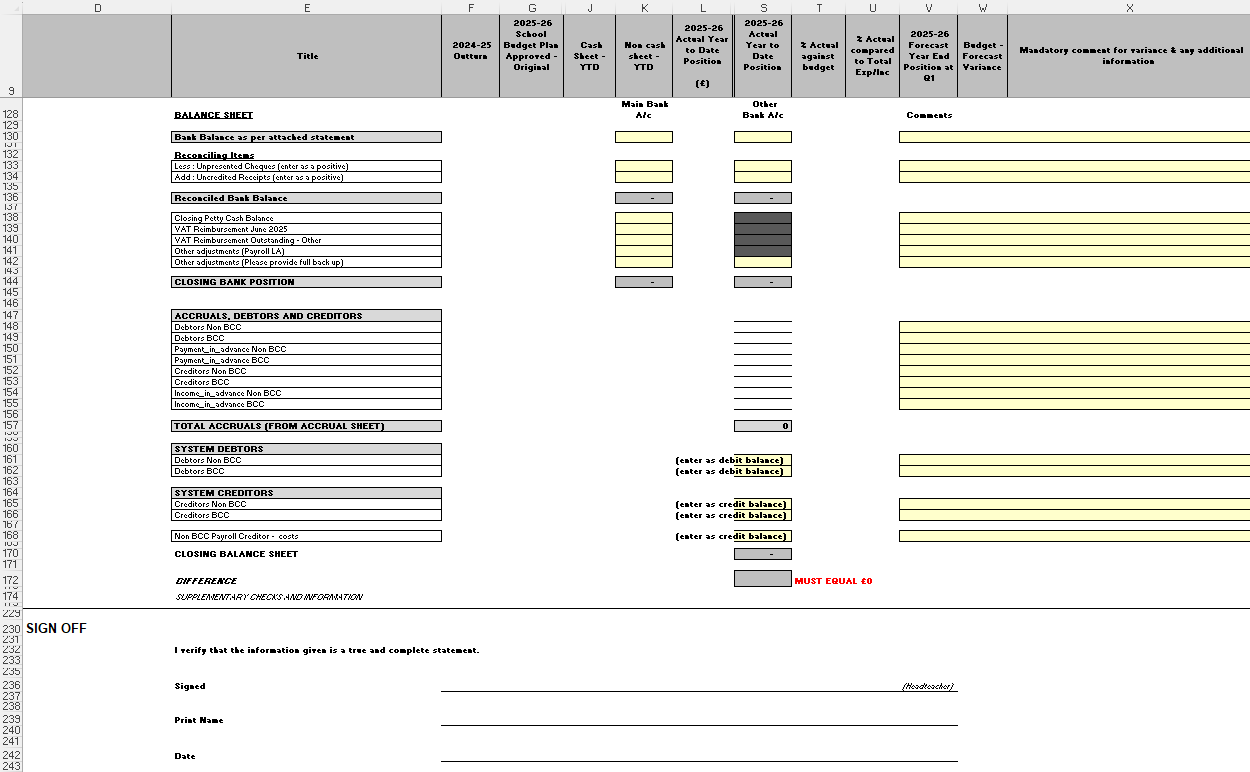 D E F G J K L S T U V W X
9
Title
2024-25 Outturn
2025-26 School Budget Plan Approved - Original
Cash Sheet - YTD
Non cash sheet - YTD
2025-26 Actual Year to Date Position (£)
2025-26 Actual Year to Date Position
% Actual against budget
% Actual compared to Total Exp/Inc
2025-26 Forecast Year End Position at Q1
Budget - Forecast Variance
Mandatory comment for variance & any additional information
128 BALANCE SHEET Main Bank A/c Other Bank A/c Comments
129
130 Bank Balance as per attached statement
131
132 Reconciling Items
133 Less : Unpresented Cheques (enter as a positive)
134 Add : Uncredited Receipts (enter as a positive)
135
136 Reconciled Bank Balance - -
137
138 Closing Petty Cash Balance
139 VAT Reimbursement June 2025
140 VAT Reimbursement Outstanding - Other
141 Other adjustments (Payroll LA)
142 Other adjustments (Please provide full back up)
143
144 CLOSING BANK POSITION - -
145
146
147 ACCRUALS, DEBTORS AND CREDITORS
148 Debtors Non BCC
149 Debtors BCC
150 Payment_in_advance Non BCC
151 Payment_in_advance BCC
152 Creditors Non BCC
153 Creditors BCC
154 Income_in_advance Non BCC
155 Income_in_advance BCC
156
157 TOTAL ACCRUALS (FROM ACCRUAL SHEET) 0
160 SYSTEM DEBTORS
161 Debtors Non BCC (enter as debit balance)
162 Debtors BCC (enter as debit balance)
163
164 SYSTEM CREDITORS
165 Creditors Non BCC (enter as credit balance)
166 Creditors BCC (enter as credit balance)
167
168 Non BCC Payroll Creditor - costs (enter as credit balance)
170 CLOSING BALANCE SHEET -
171
172 DIFFERENCE MUST EQUAL £0
174 SUPPLEMENTARY CHECKS AND INFORMATION
229
230 SIGN OFF
231
232 I verify that the information given is a true and complete statement.
233
235
236 Signed (Headteacher)
237
238
239 Print Name
240
241
242 Date
243